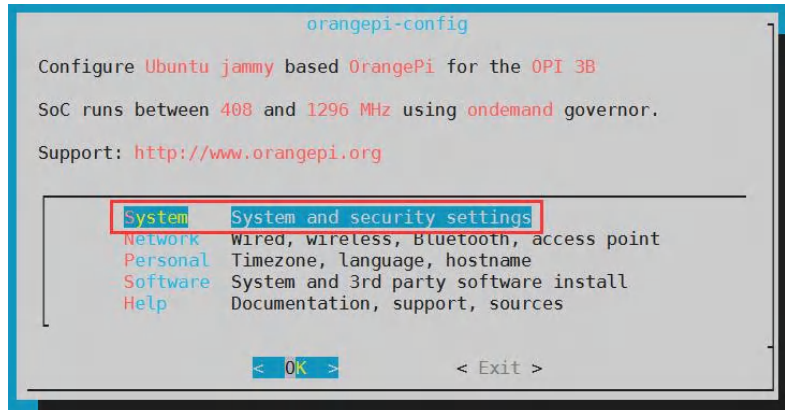 orangepi-config
Configure Ubuntu jammy based OrangePi for the OPI 3B
SoC runs between 408 and 1296 MHz using ondemand governor.
Support: http://www.orangepi.org
System System and security settings
Network Wired, wireless, Bluetooth, access point
Personal Timezone, language, hostname
Software System and 3rd party software install
Help Documentation, support, sources
< OK > < Exit >